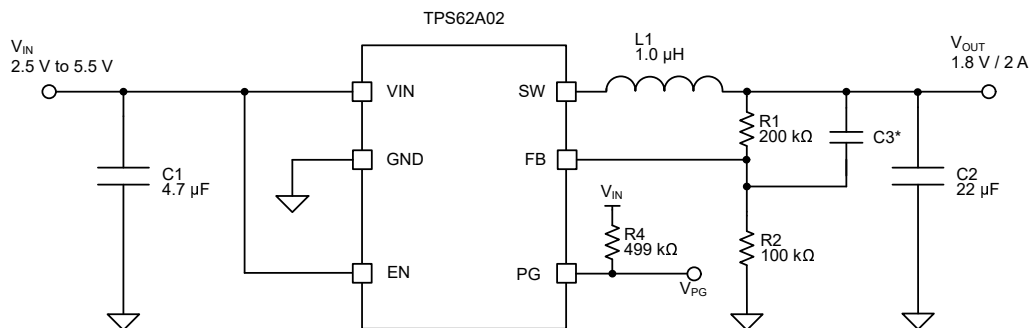 TPS62A02
VIN
2.5 V to 5.5 V
L1
1.0 µH
VOUT
1.8 V / 2 A
VIN
SW
R1
200 kΩ
C3*
GND
FB
C1
4.7 µF
C2
22 µF
VIN
R4
499 kΩ
R2
100 kΩ
EN
PG
VPG